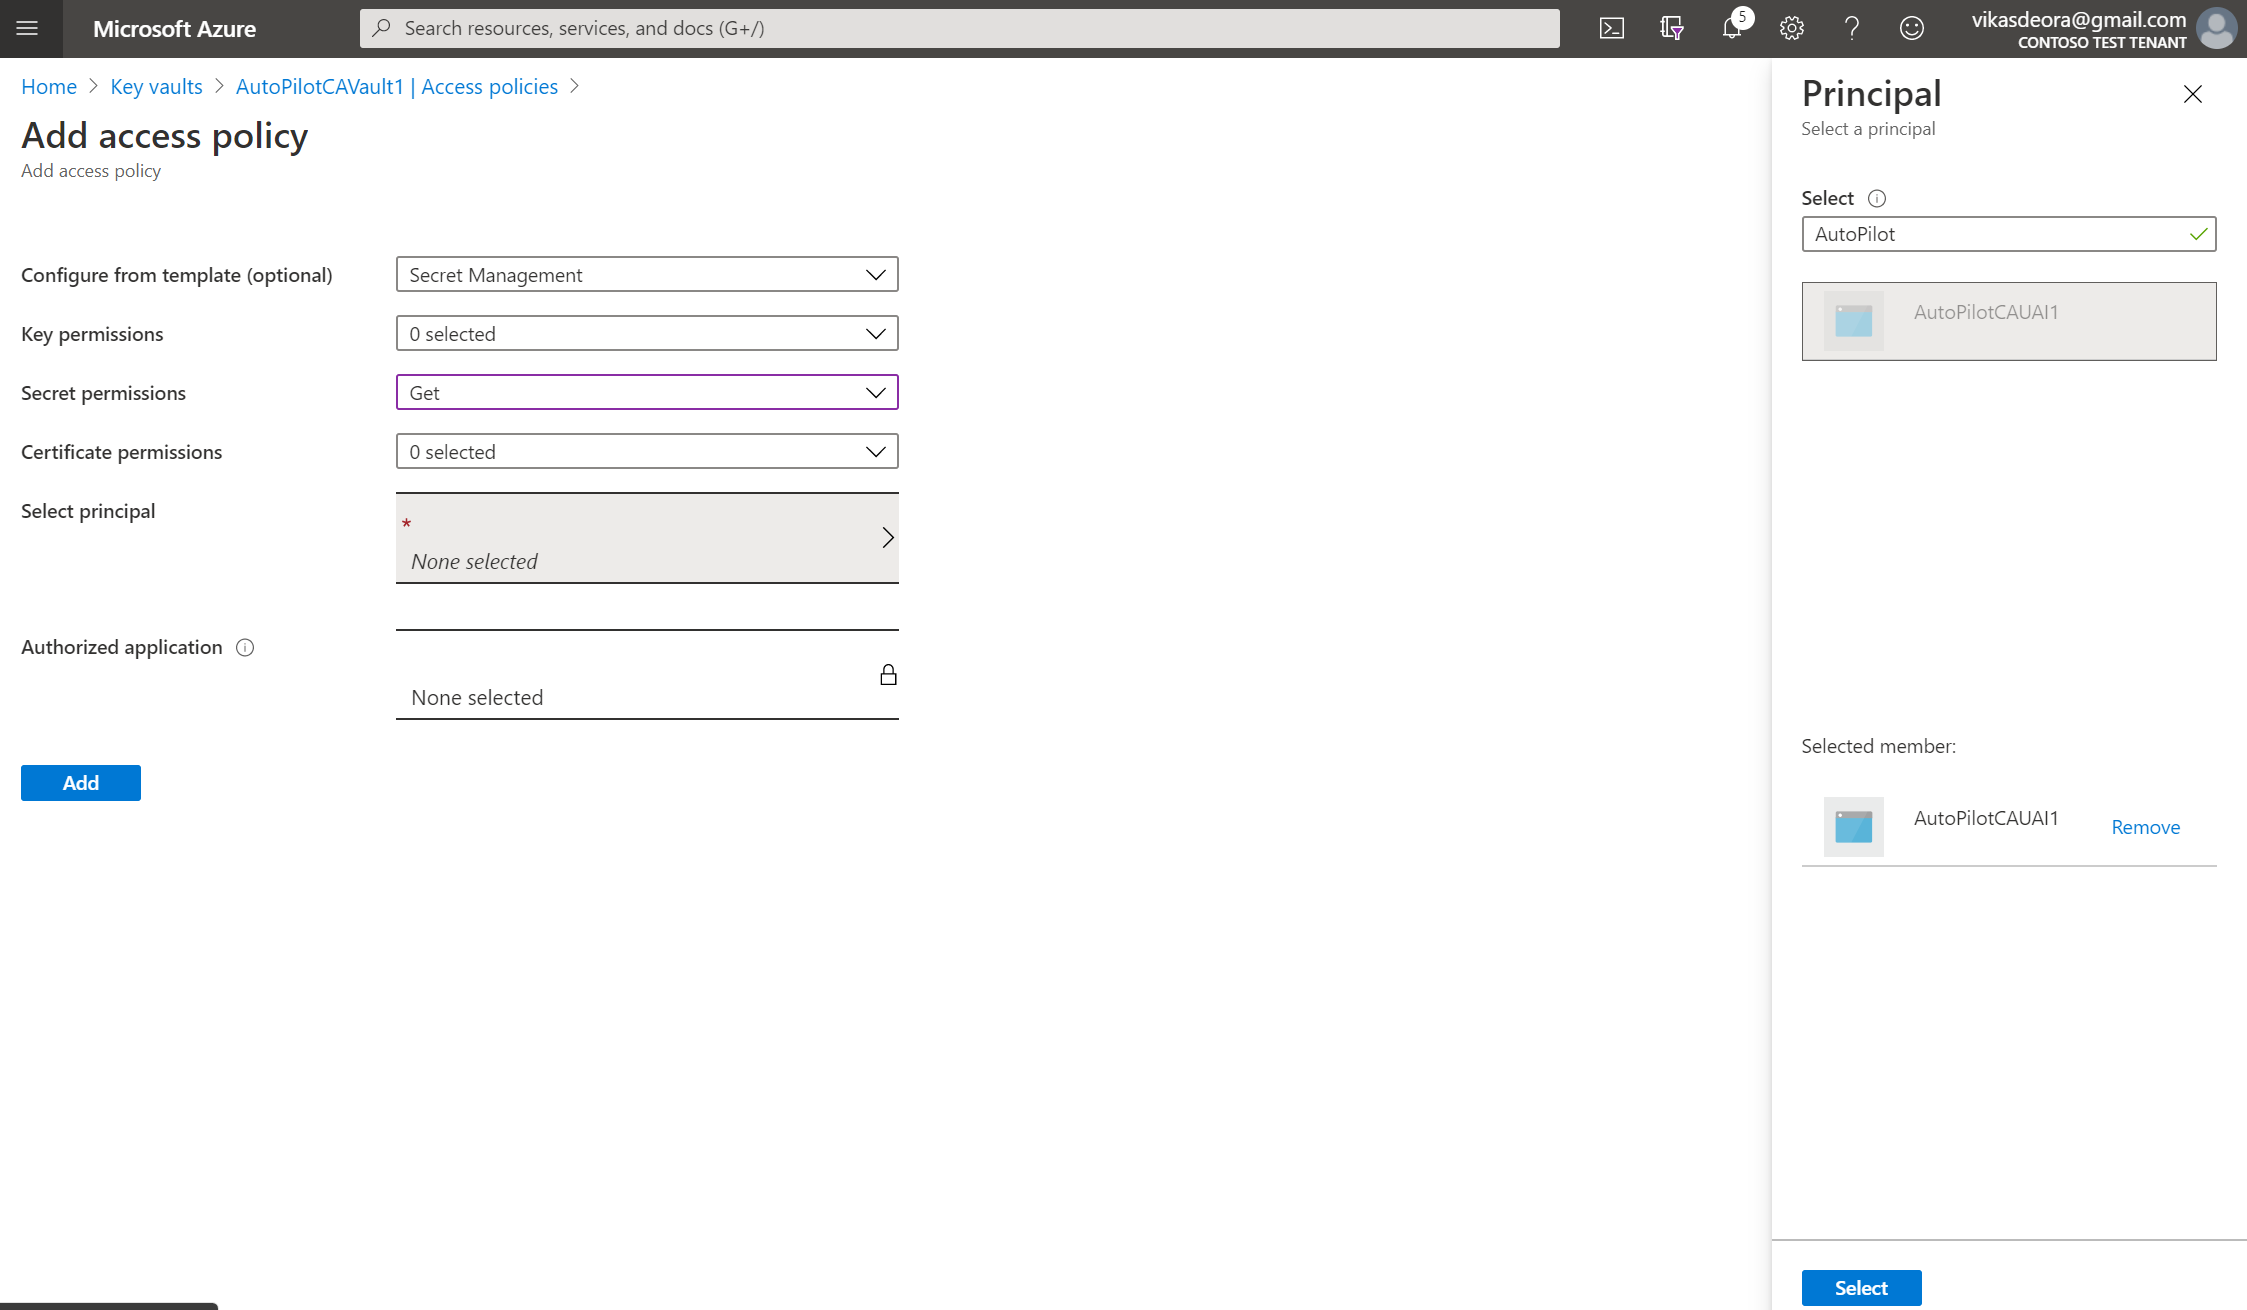 Microsoft Azure
Search resources, services, and docs (G+/)
5
vikasdeora@gmail.com
CONTOSO TEST TENANT
Home > Key vaults > AutoPilotCAVault1 | Access policies >
Add access policy
Add access policy
Configure from template (optional)
Secret Management
Key permissions
0 selected
Secret permissions
Get
Certificate permissions
0 selected
Select principal
*
None selected
Authorized application
None selected
Add
Principal
Select a principal
Select
AutoPilot
AutoPilotCAUAI1
Selected member:
AutoPilotCAUAI1
Remove
Select